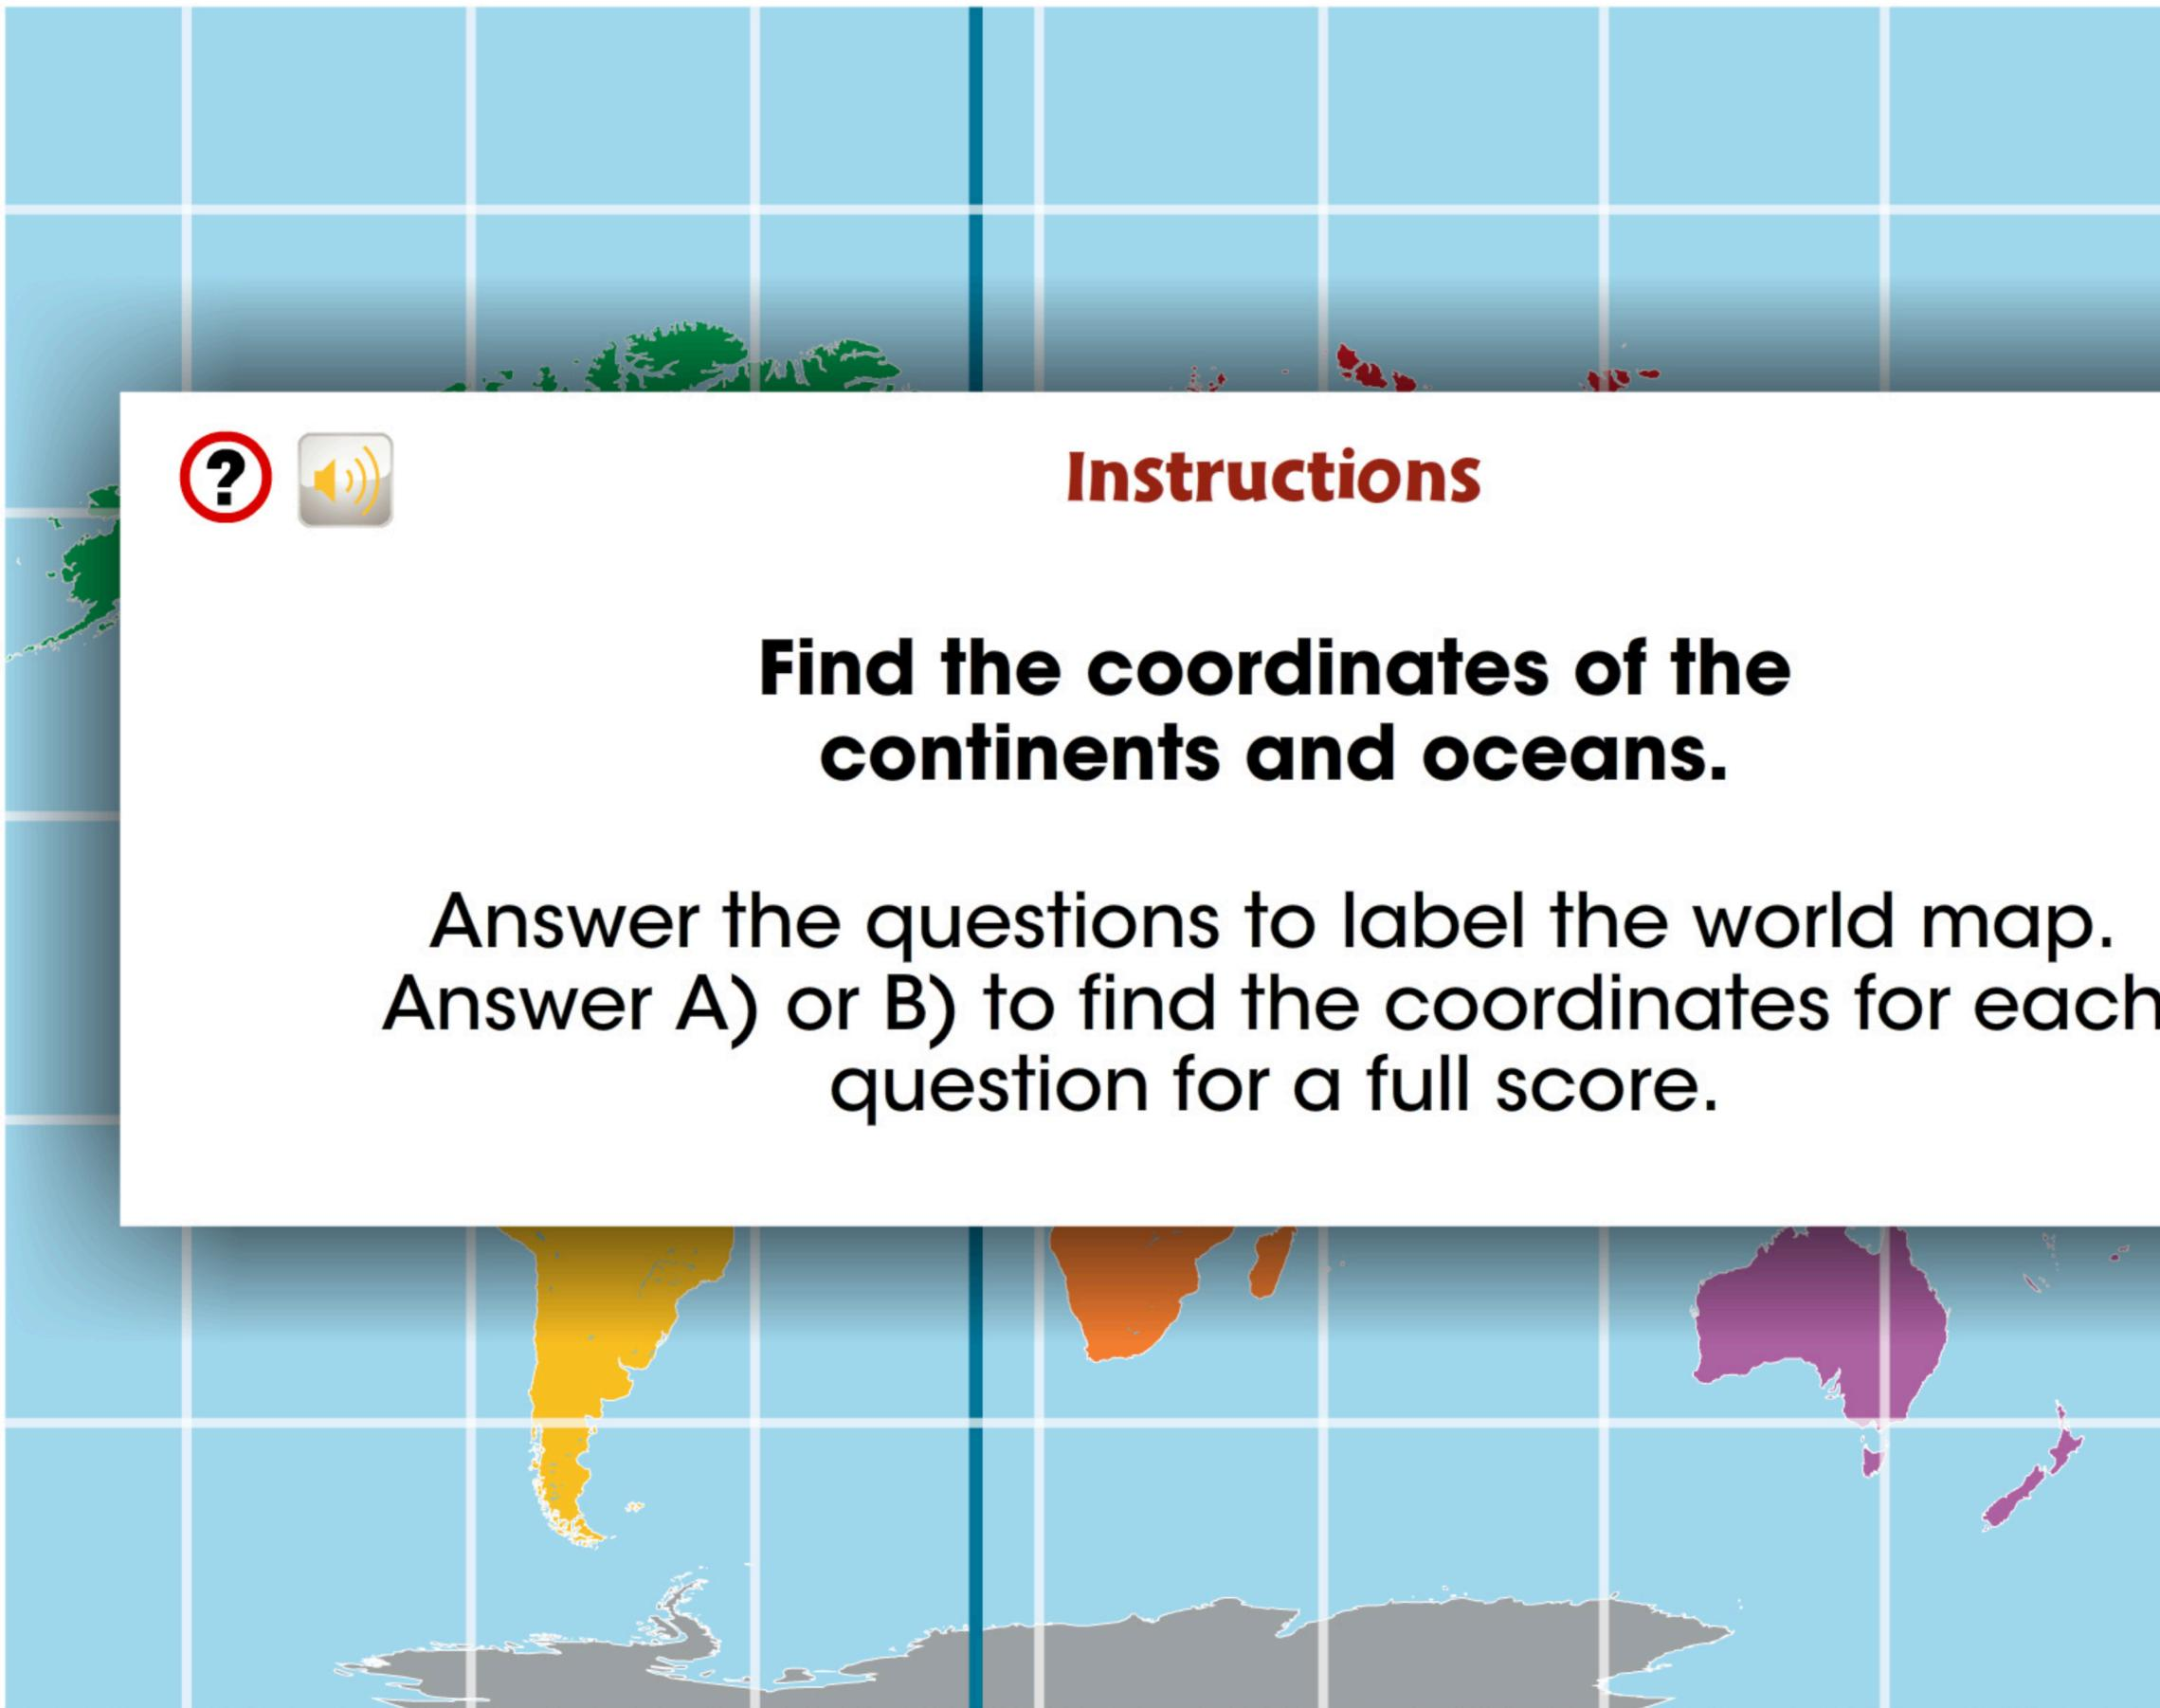 ?
Instructions
Find the coordinates of the
continents and oceans.
Answer the questions to label the world map.
Answer A) or B) to find the coordinates for each
question for a full score.